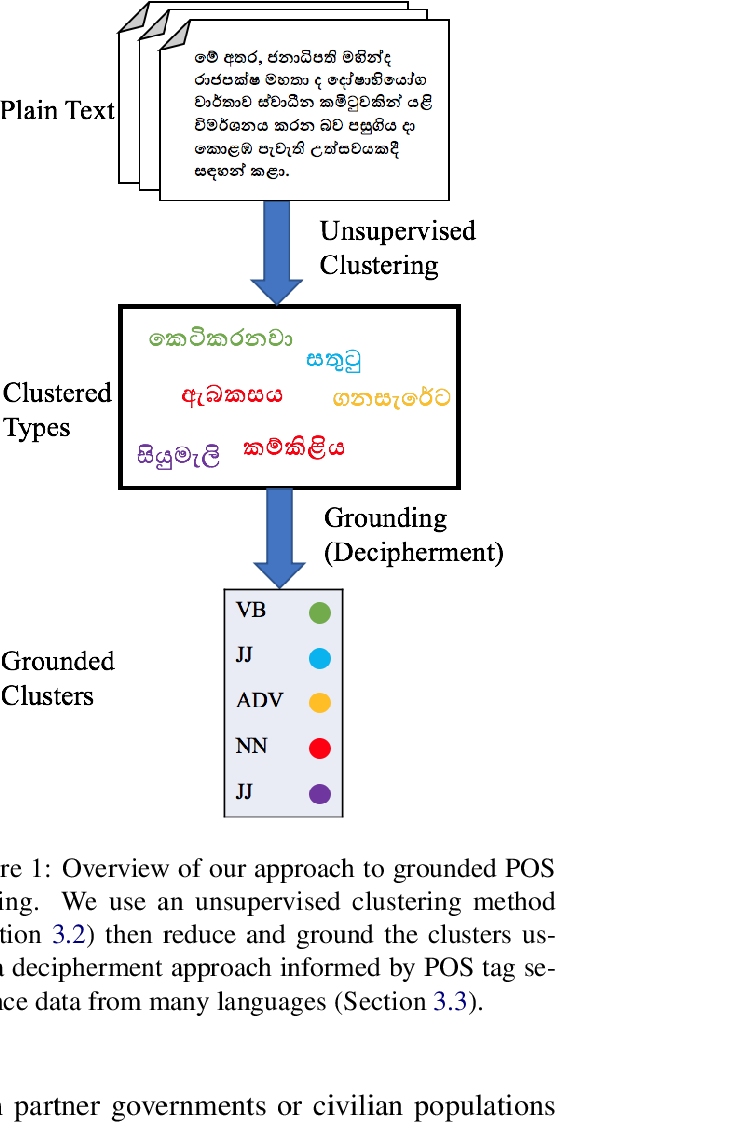 මේ අතර, ජනාධිපති මහින්ද
රාජපක්ෂ මහතා ද දෝෂාභියෝග
වාර්තාව ස්වාධීන කමිටුවකින් යළි
විමර්ශනය කරන බව පසුගිය දා
කොළඹ පැවැති උත්සවයකදී
සඳහන් කළා.
Plain Text
Unsupervised
Clustering
කෙටිකරනවා
සතුටු
Clustered
Types
ඇබකසය
ගනසැරේට
සියුමැලි
කම්කිළිය
Grounding
(Decipherment)
VB
JJ
Grounded
Clusters
ADV
NN
JJ
re 1: Overview of our approach to grounded POS
ing. We use an unsupervised clustering method
tion 3.2) then reduce and ground the clusters us-
a decipherment approach informed by POS tag se-
nce data from many languages (Section 3.3).
partner governments or civilian populations